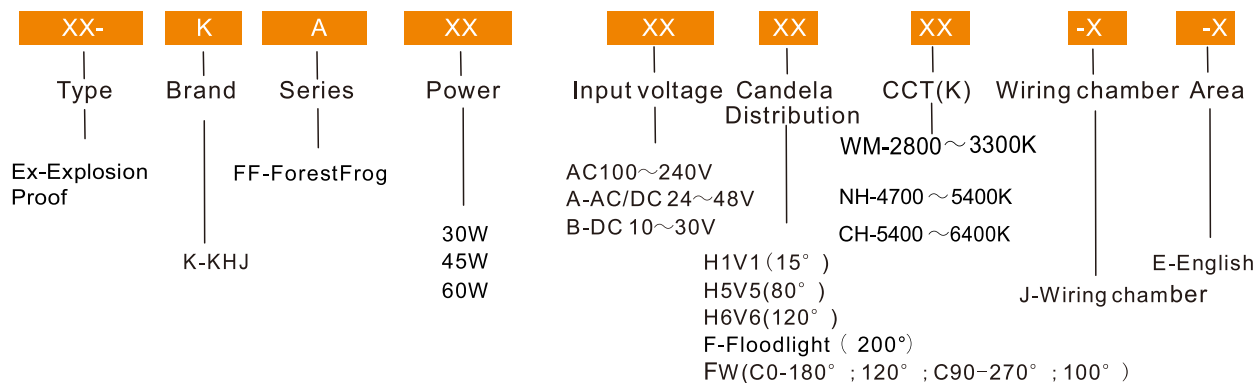 XX- K A XX XX XX XX -X -X
Type Brand Series Power Input voltage Candela Distribution CCT(K) Wiring chamber Area
Ex-Explosion Proof
K-KHJ
FF-ForestFrog
30W
45W
60W
AC100～240V
A-AC/DC 24～48V
B-DC 10～30V
H1V1（15°）
H5V5(80°)
H6V6(120°)
F-Floodlight（ 200°）
FW(C0-180°；120°；C90-270°；100°）
WM-2800～3300K
NH-4700～5400K
CH-5400～6400K
J-Wiring chamber
E-English